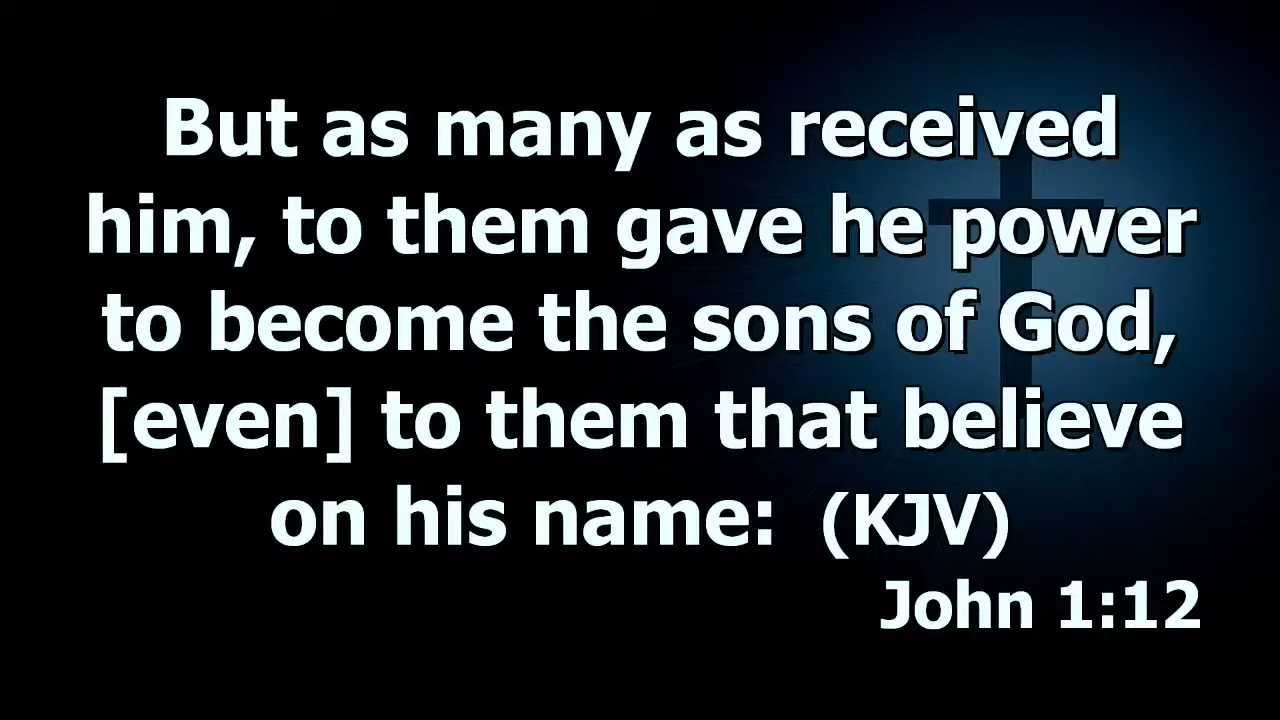 But as many as received
him, to them gave he power
to become the sons of God,
[even] to them that believe
on his name: (KJV)
John 1:12